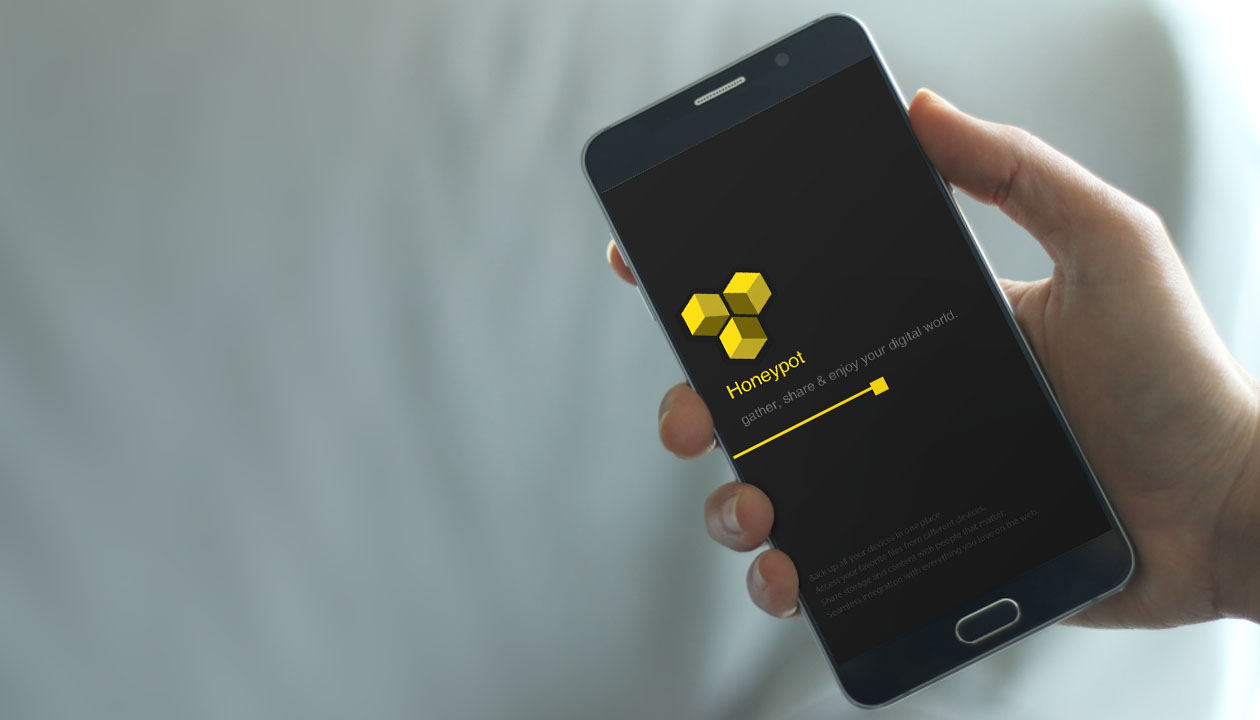 Honeypot
gather, share & enjoy your digital world.
Back up all your devices in one place.
Access your favorite files from different devices.
Share storage and content with people that matter.
Seamless integration with everything you love on the web.